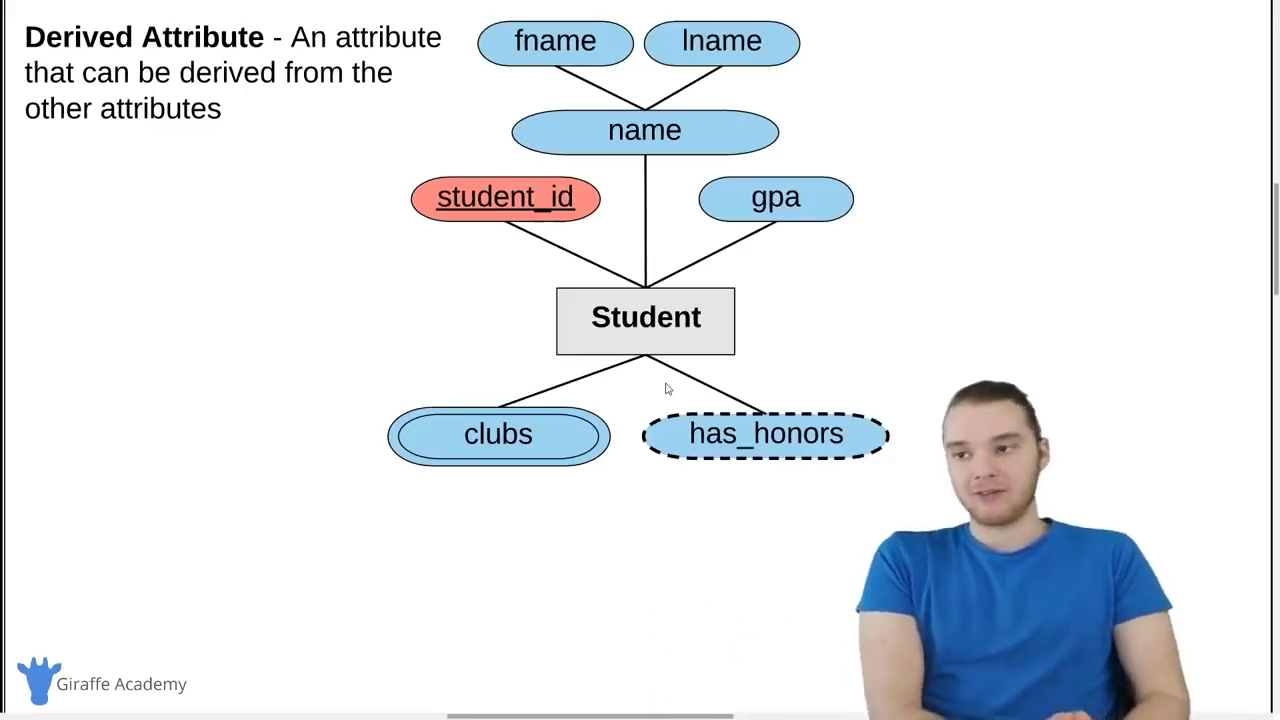 Derived Attribute - An attribute
that can be derived from the
other attributes
fname
lname
name
student_id
gpa
Student
clubs
has_honors
Giraffe Academy